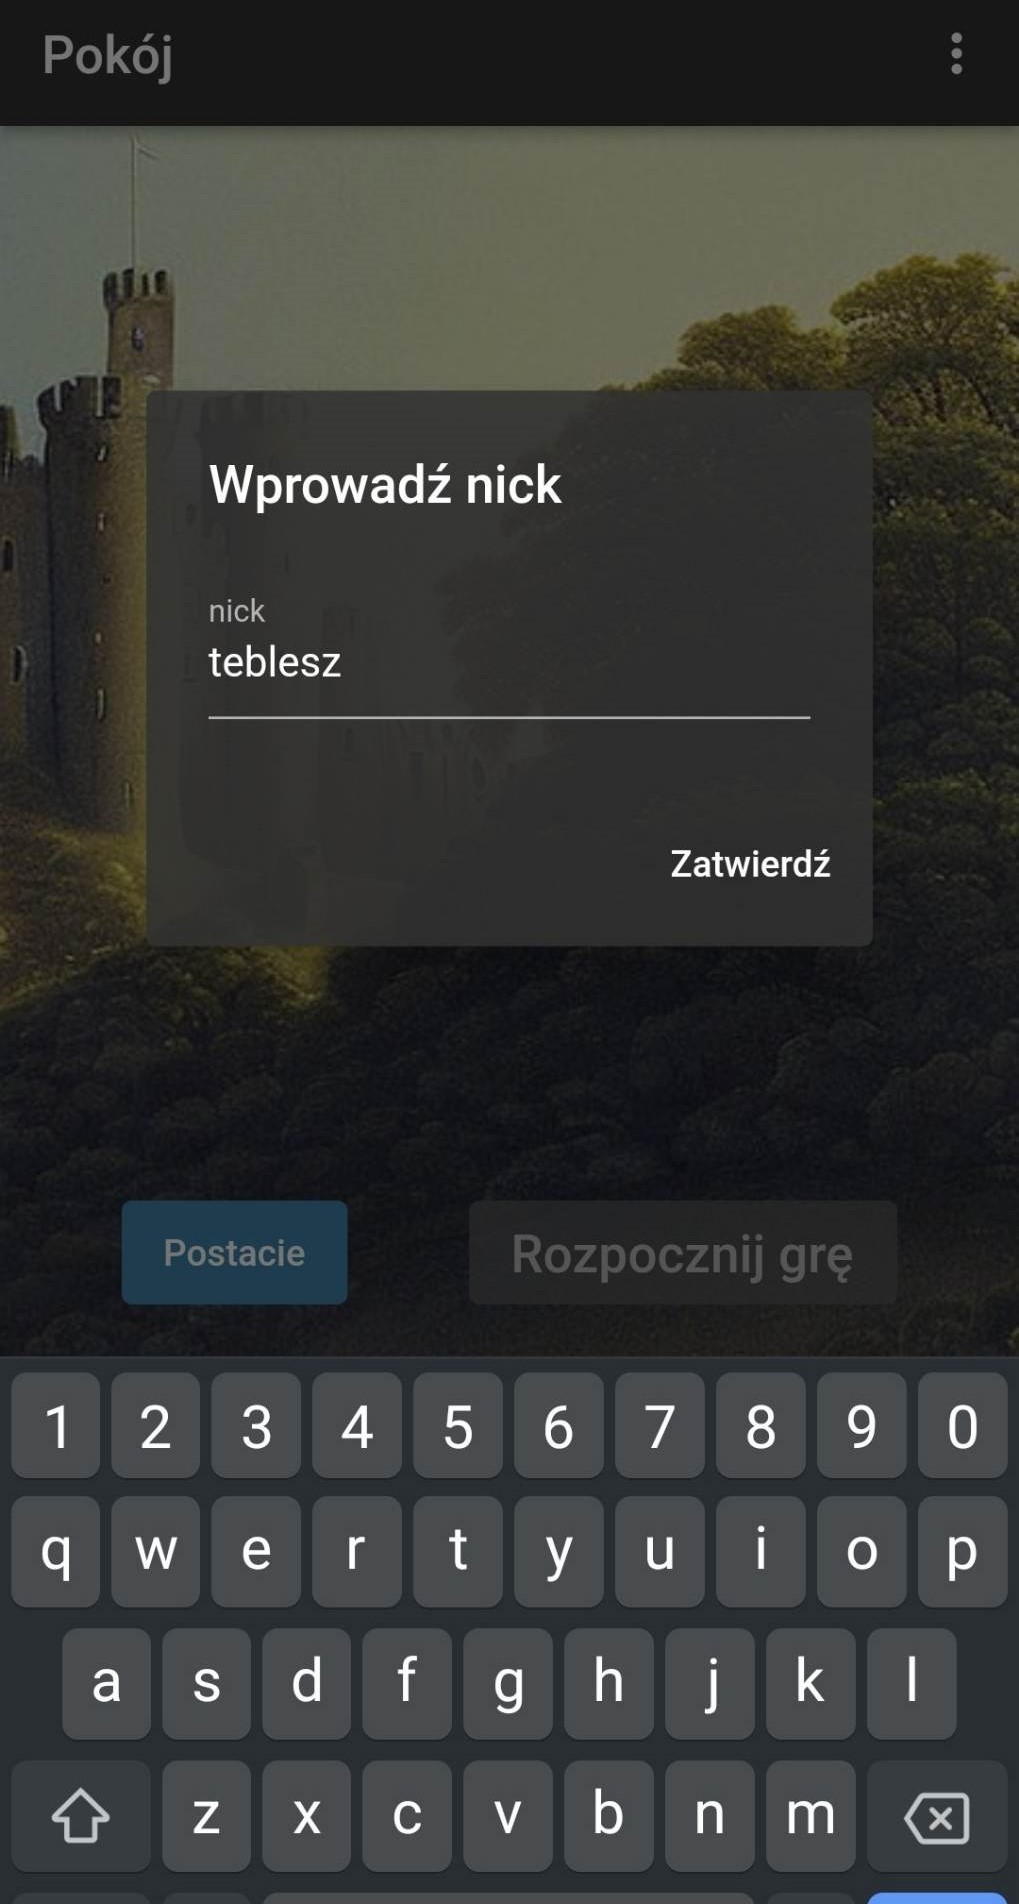 Pokój
Wprowadź nick
nick
teblesz
Zatwierdź
Postacie
Rozpocznij grę
1 2 3 4 5 6 7 8 9 0
q w e r t y u i o p
a s d f g h j k l
z x c v b n m